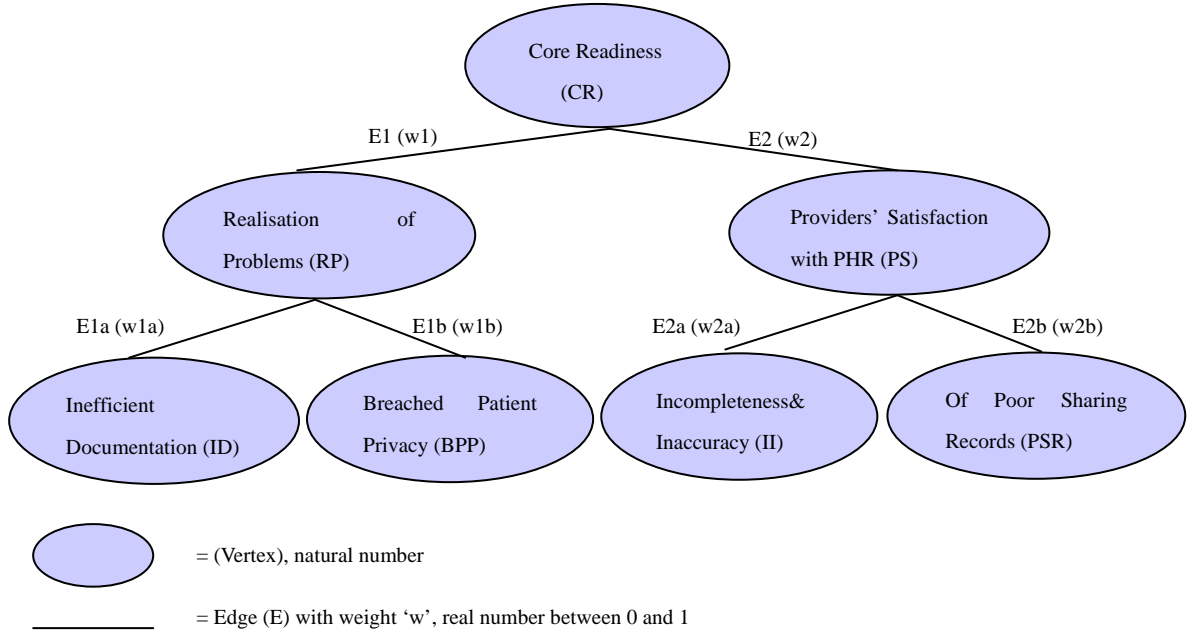 Core Readiness
(CR)
E1 (w1)
E2 (w2)
Realisation of
Problems (RP)
Providers' Satisfaction
with PHR (PS)
E1a (w1a)
E1b (w1b)
E2a (w2a)
E2b (w2b)
Inefficient
Documentation (ID)
Breached Patient
Privacy (BPP)
Incompleteness&
Inaccuracy (II)
Of Poor Sharing
Records (PSR)
= (Vertex), natural number
= Edge (E) with weight ‘w’, real number between 0 and 1